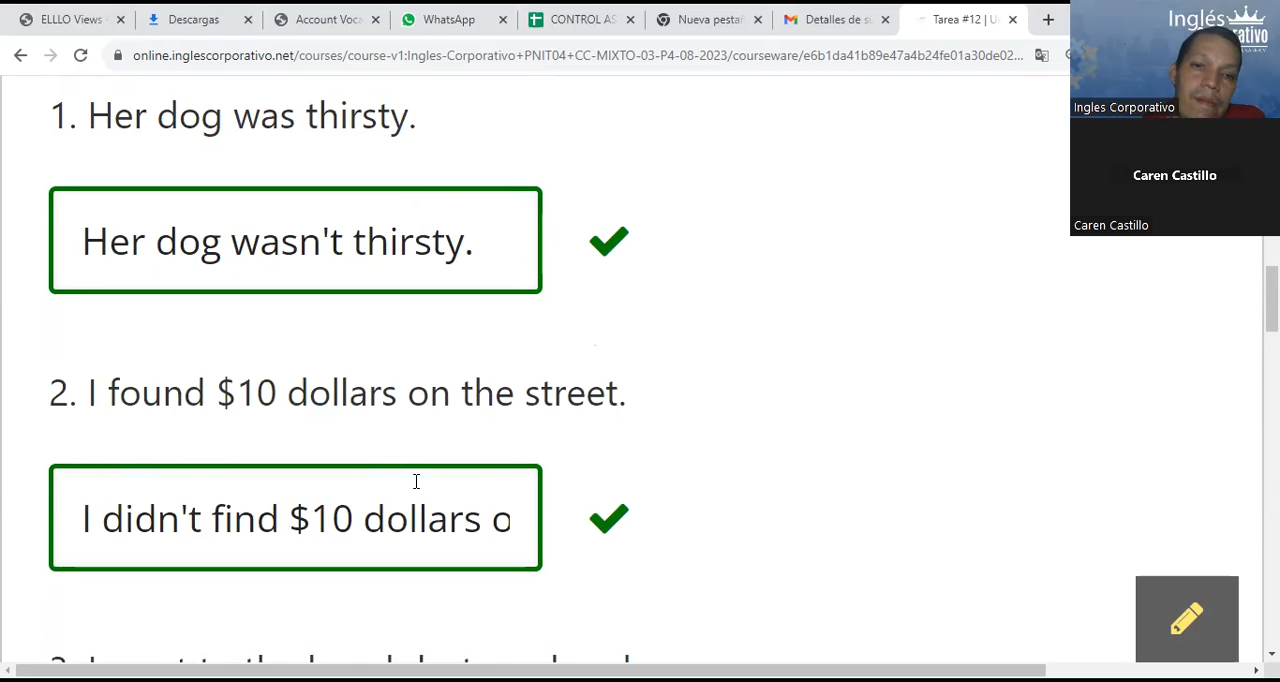 ELLLO Views
Descargas
Account Voca
WhatsApp
CONTROL AS
Nueva pestañ
Detalles de su
Tarea #12 | U
online.inglescorporativo.net/courses/course-v1:Ingles-Corporativo+PNIT04+CC-MIXTO-03-P4-08-2023/courseware/e6b1da41b89e47a4b24fe01a30de02...
Inglés
Ingles Corporativo
Caren Castillo
Caren Castillo
1. Her dog was thirsty.
Her dog wasn't thirsty.
2. I found $10 dollars on the street.
I didn't find $10 dollars o